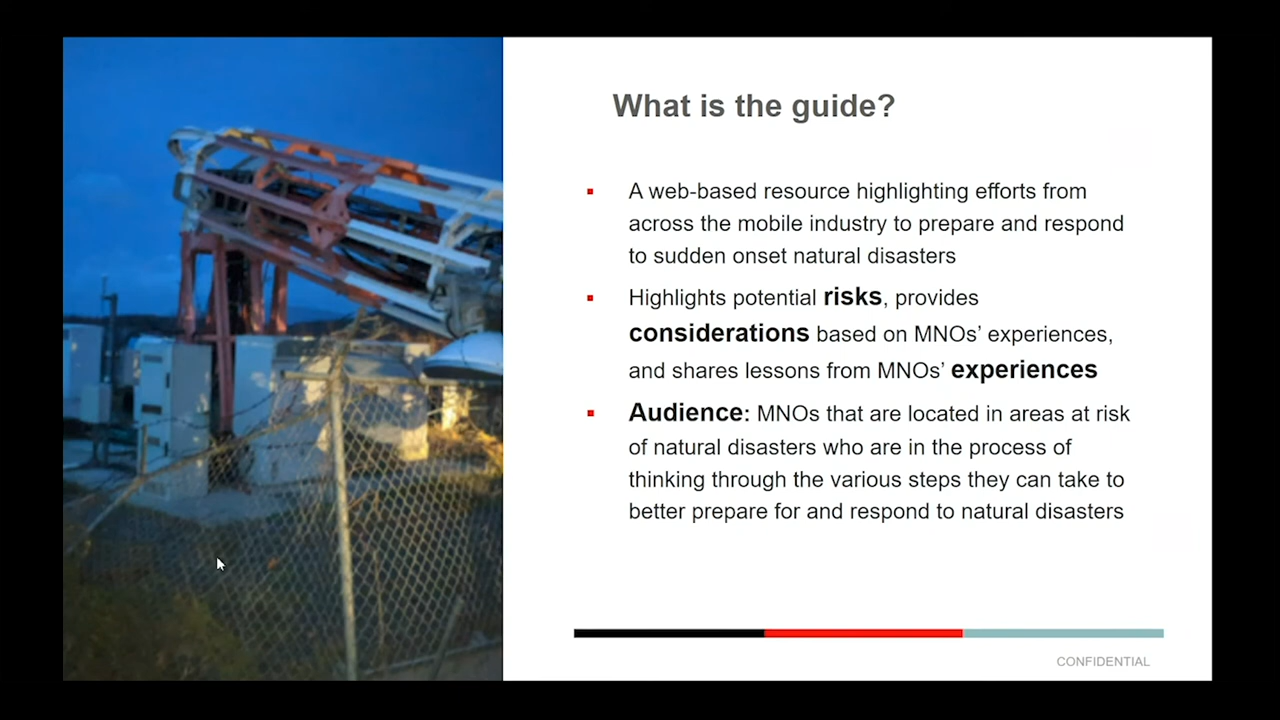 What is the guide?
A web-based resource highlighting efforts from
across the mobile industry to prepare and respond
to sudden onset natural disasters
Highlights potential risks, provides
considerations based on MNOs’ experiences,
and shares lessons from MNOs’ experiences
Audience: MNOs that are located in areas at risk
of natural disasters who are in the process of
thinking through the various steps they can take to
better prepare for and respond to natural disasters
CONFIDENTIAL